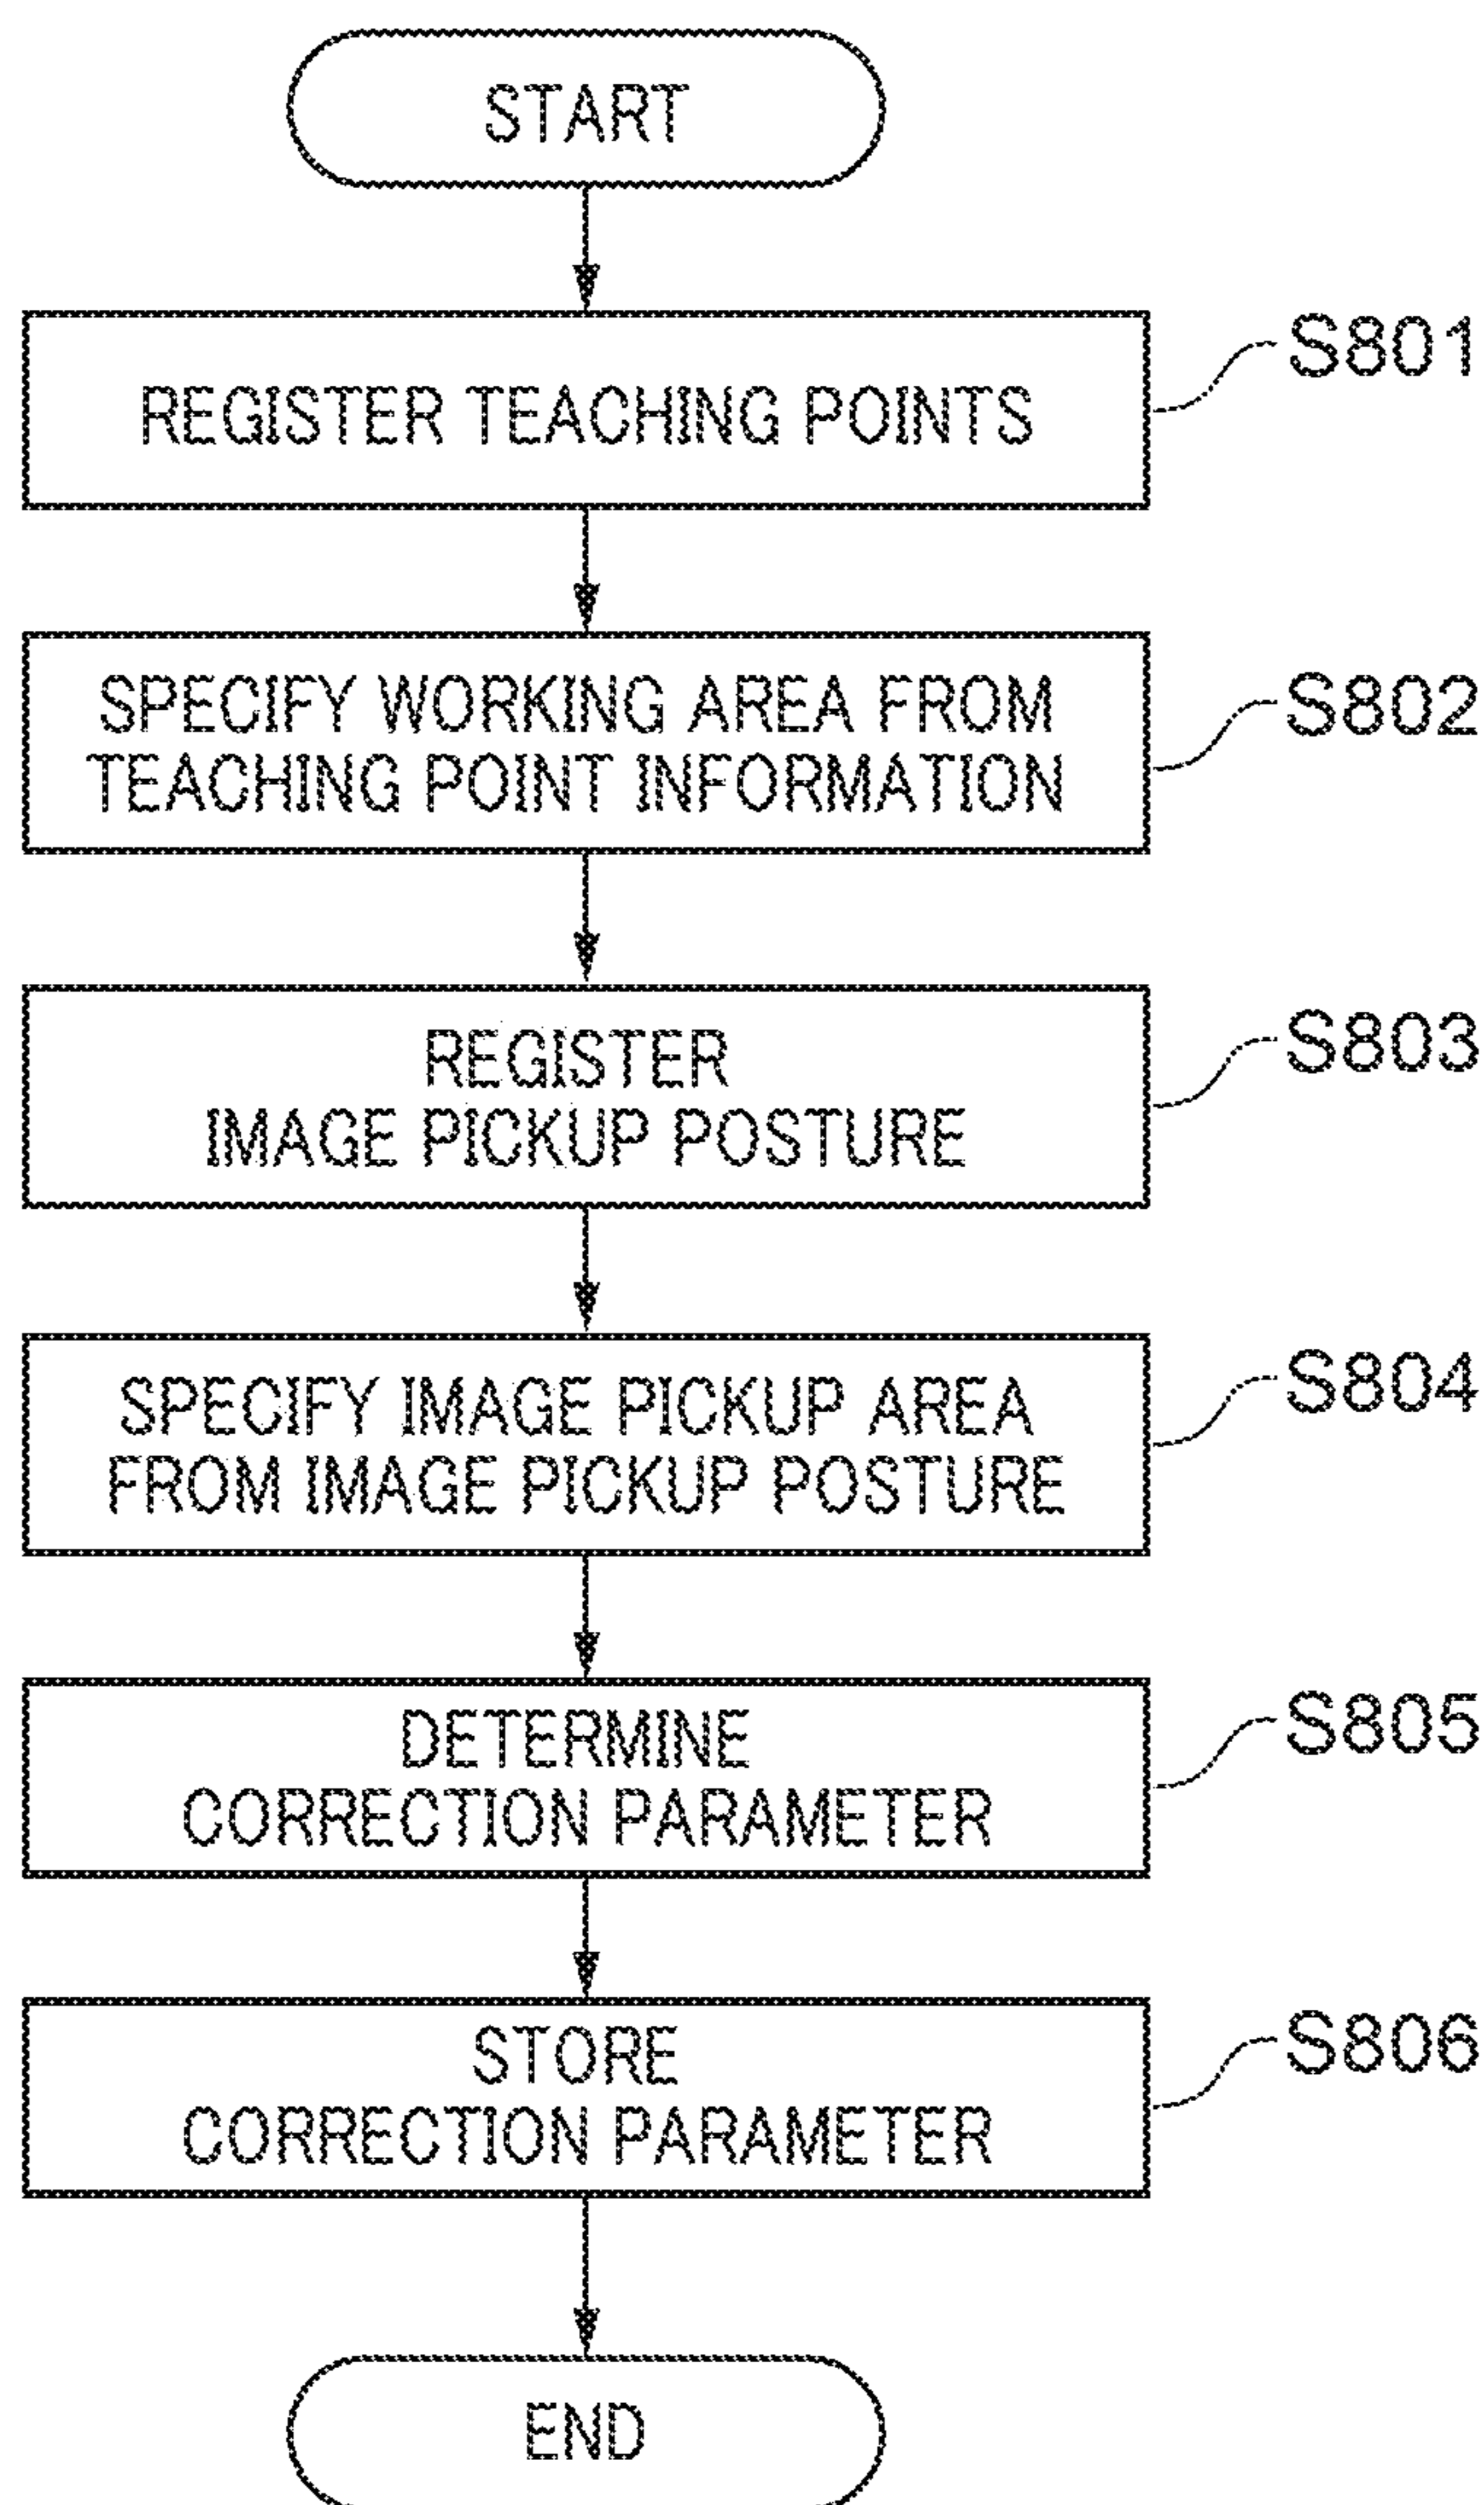 START
REGISTER TEACHING POINTS
S801
SPECIFY WORKING AREA FROM
TEACHING POINT INFORMATION
S802
REGISTER
IMAGE PICKUP POSTURE
S803
SPECIFY IMAGE PICKUP AREA
FROM IMAGE PICKUP POSTURE
S804
DETERMINE
CORRECTION PARAMETER
S805
STORE
CORRECTION PARAMETER
S806
END